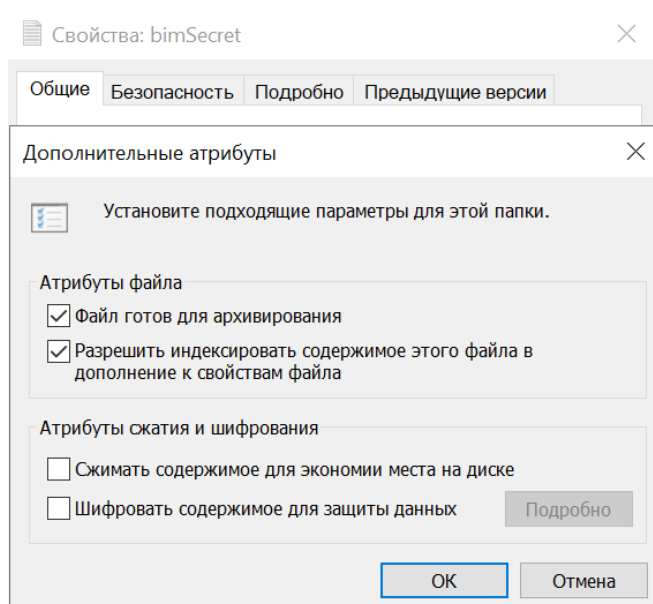 Свойства: bimSecret
Общие Безопасность Подробно Предыдущие версии
Дополнительные атрибуты
Установите подходящие параметры для этой папки.
Атрибуты файла
Файл готов для архивирования
Разрешить индексировать содержимое этого файла в
дополнение к свойствам файла
Атрибуты сжатия и шифрования
Сжимать содержимое для экономии места на диске
Шифровать содержимое для защиты данных Подробно
ОК Отмена